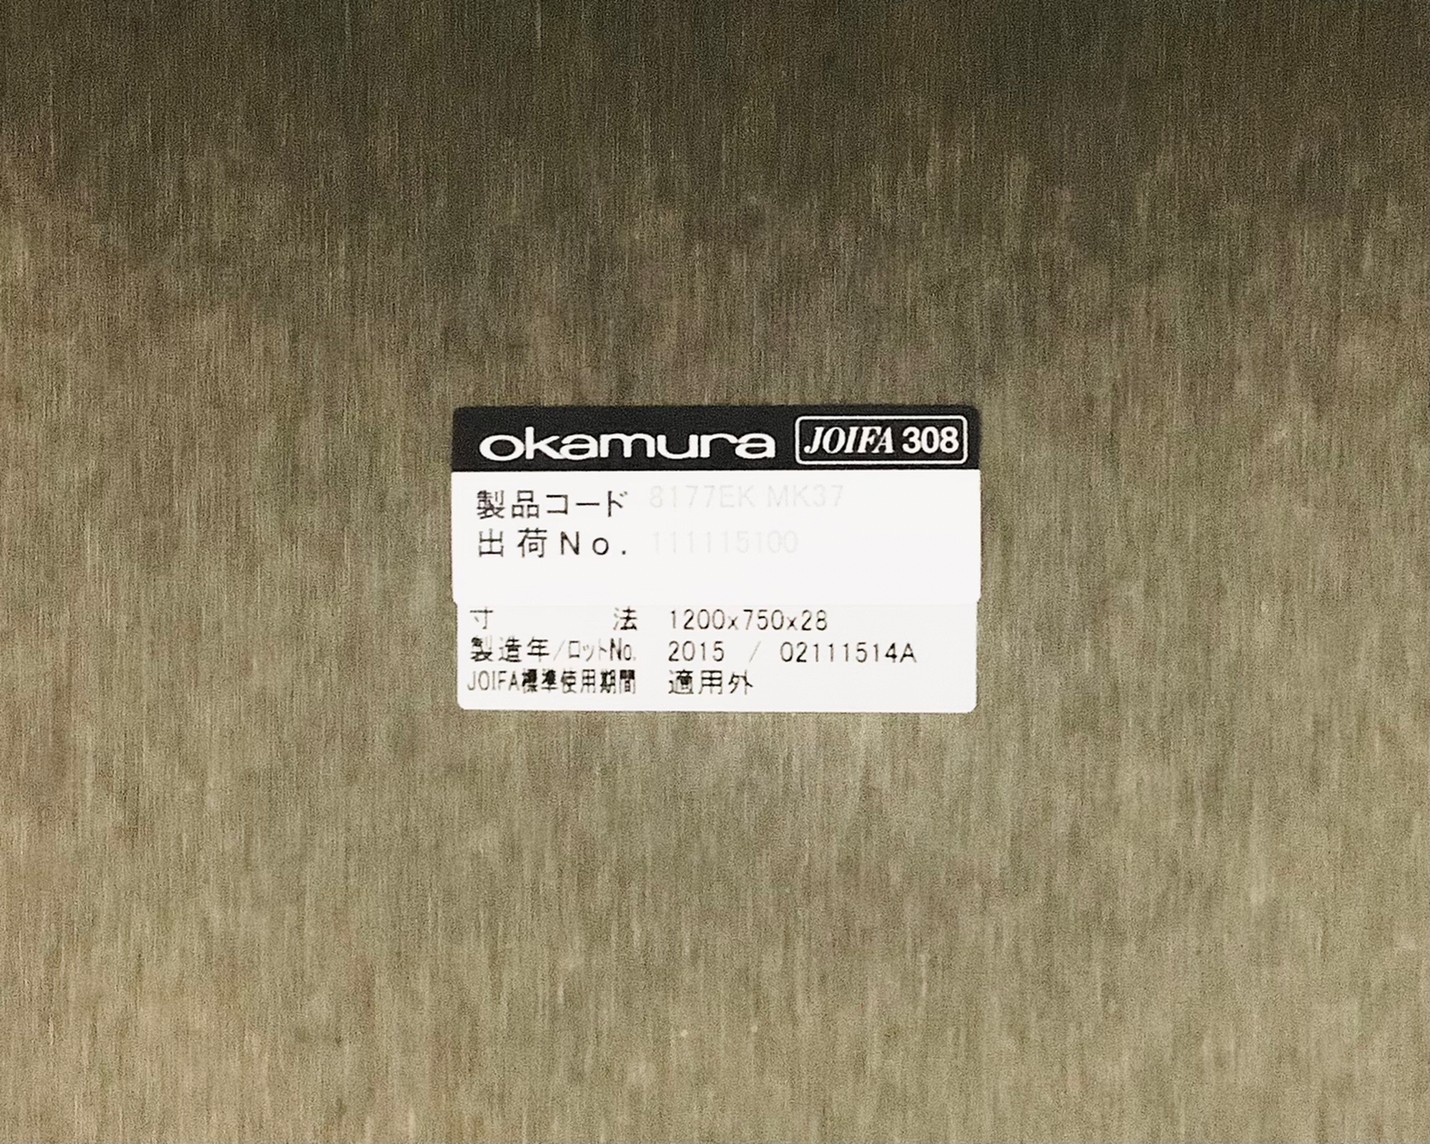 okamura JOIFA 308
製品コード 8177EK MK37
出荷No. 111115100
寸法 1200x750x28
製造年/ロットNo. 2015 / 02111514A
JOIFA標準使用期間 適用外